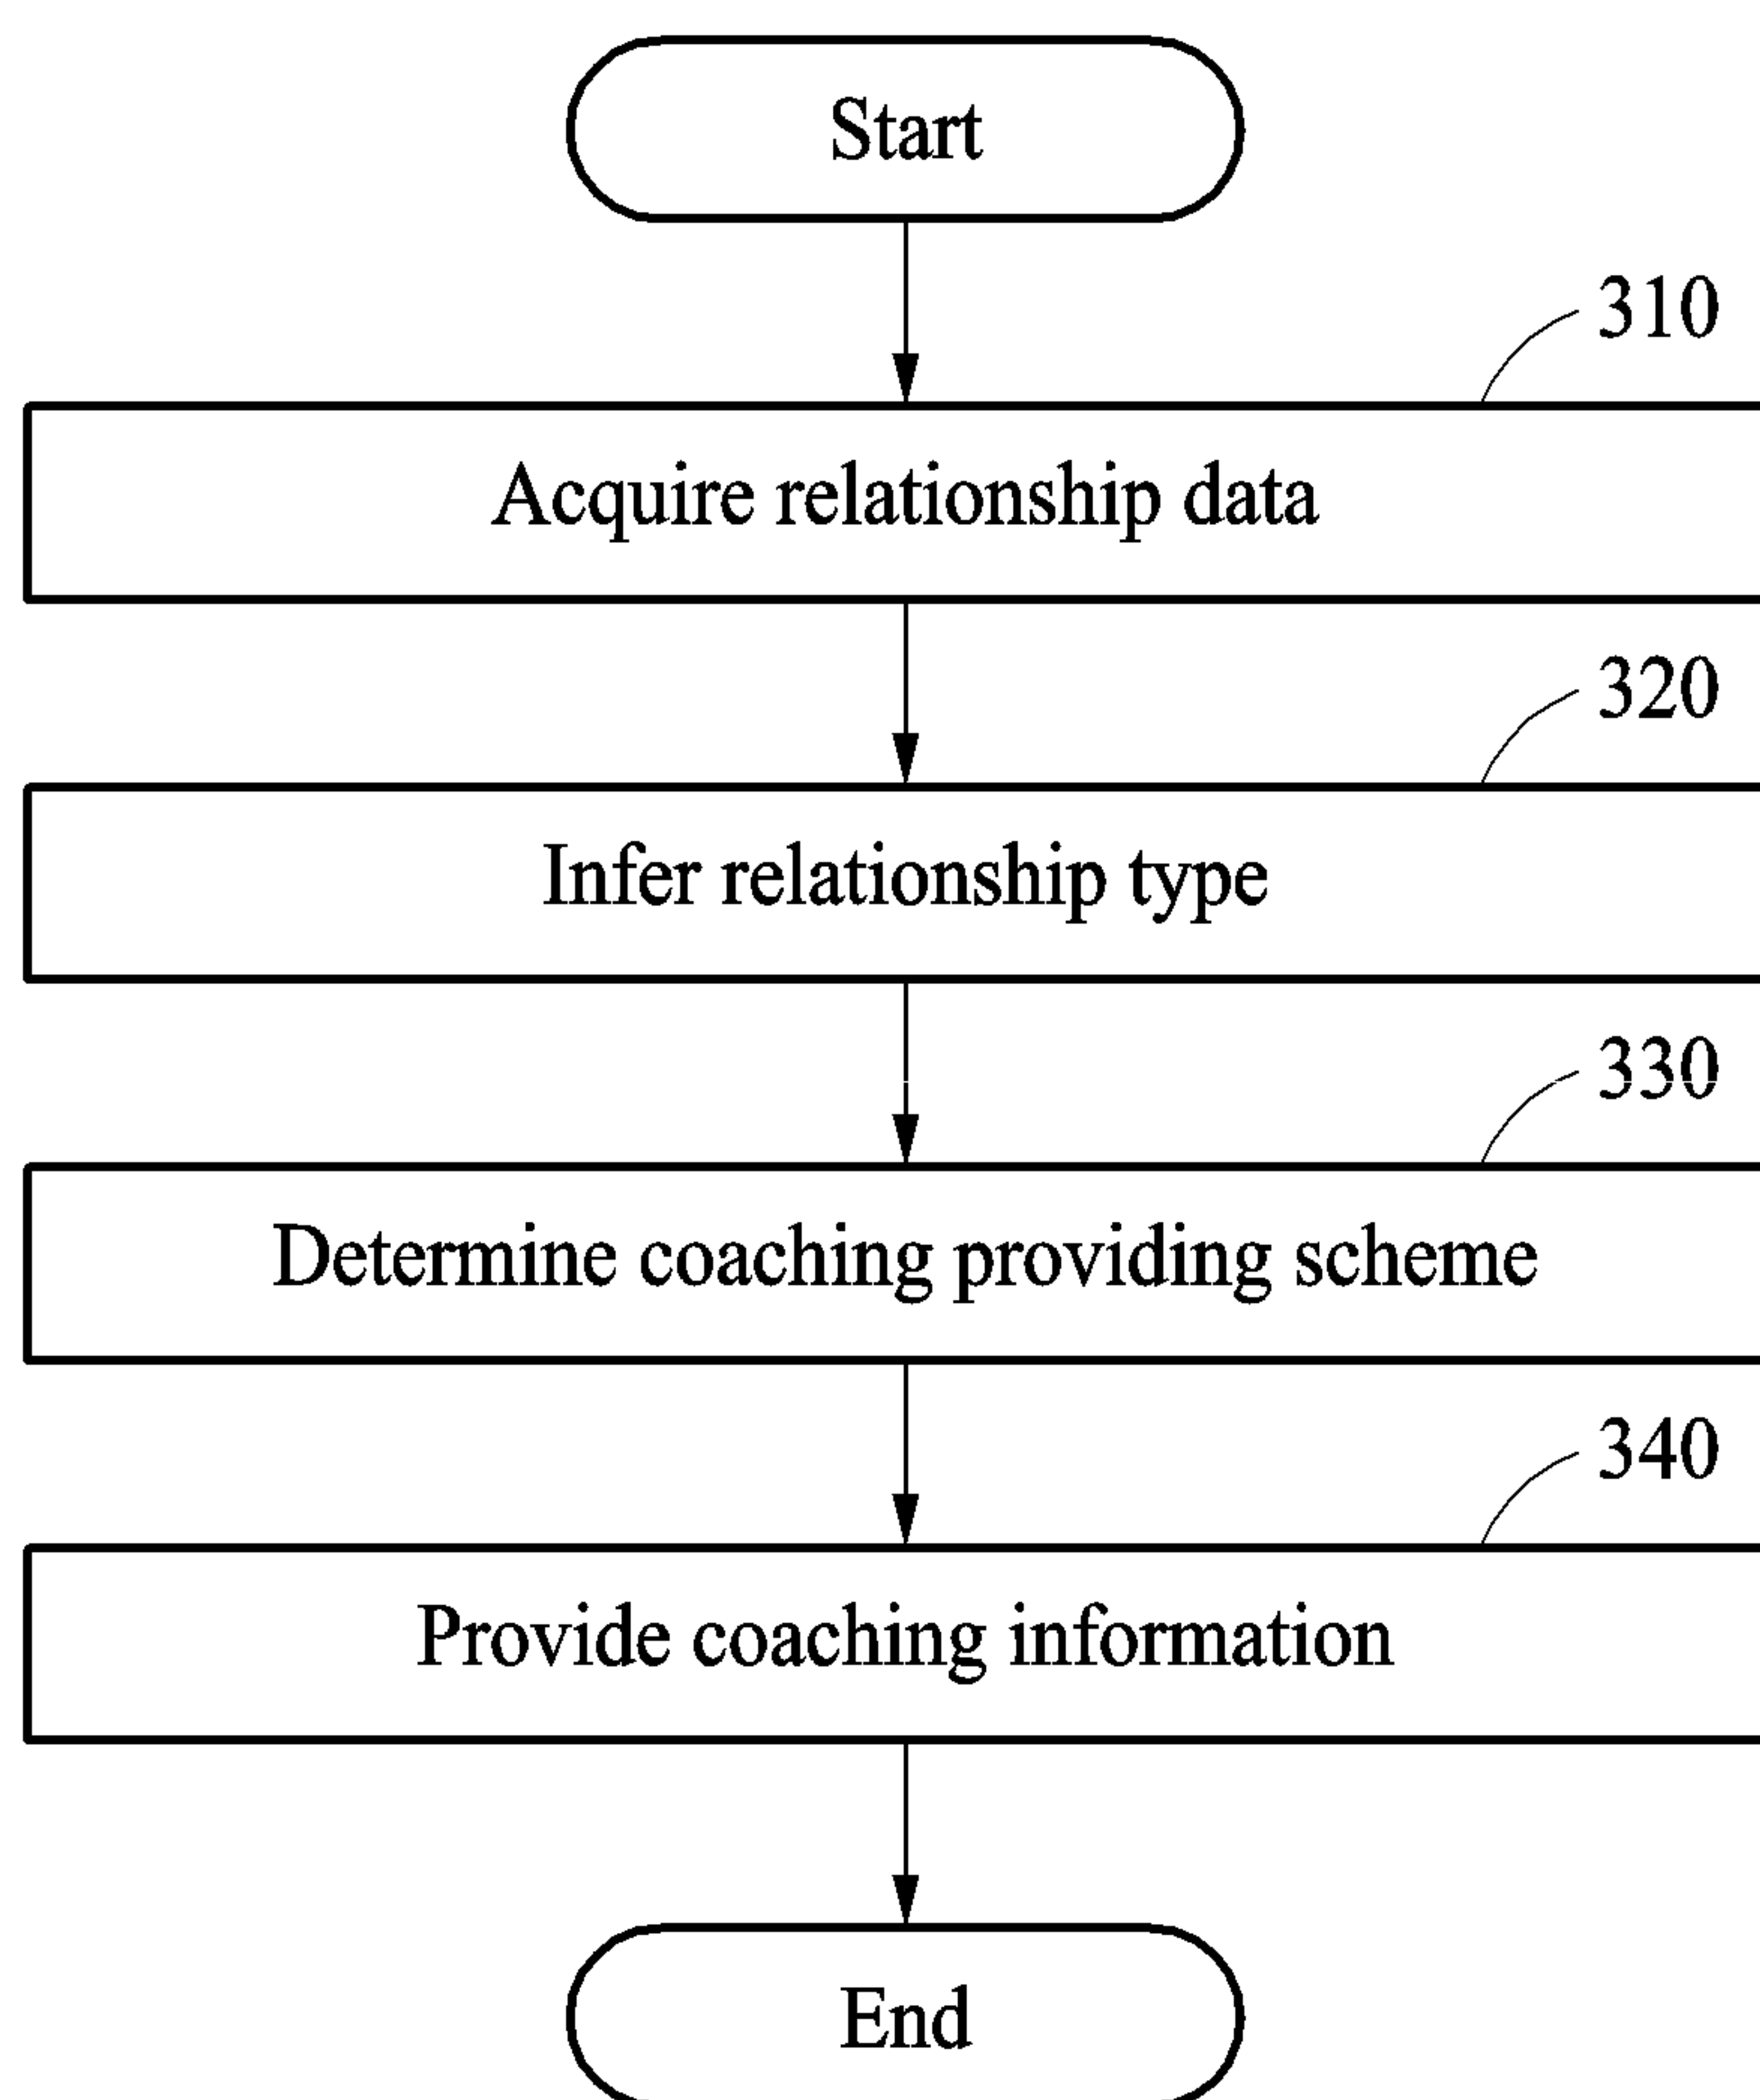 Start
310
Acquire relationship data
320
Infer relationship type
330
Determine coaching providing scheme
340
Provide coaching information
End